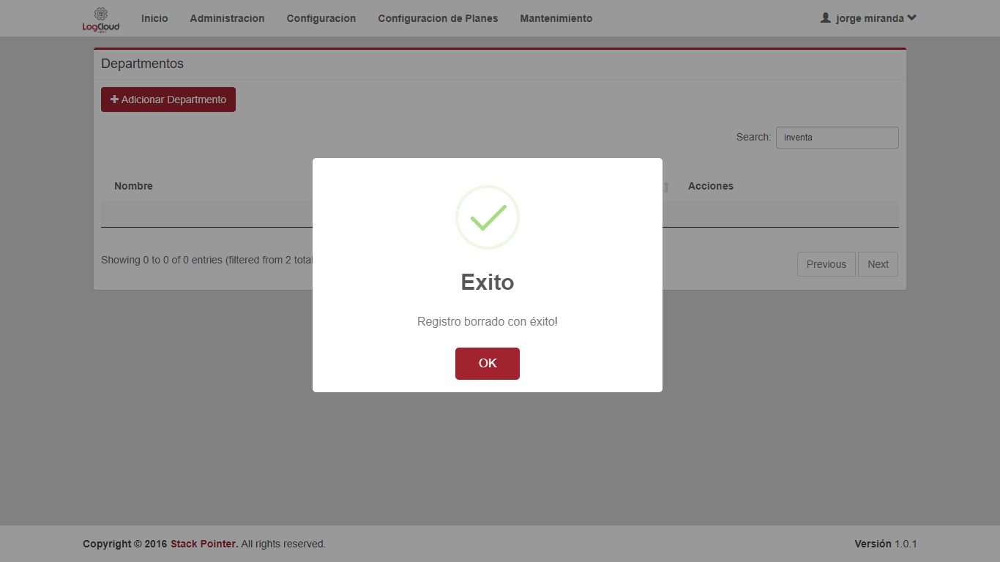 LogCloud
Inicio Administracion Configuracion Configuracion de Planes Mantenimiento jorge miranda
Departmentos
Adicionar Departmento
Search: inventa
Nombre Acciones
Exito
Registro borrado con éxito!
OK
Showing 0 to 0 of 0 entries (filtered from 2 total
Previous Next
Copyright © 2016 Stack Pointer. All rights reserved.
Versión 1.0.1